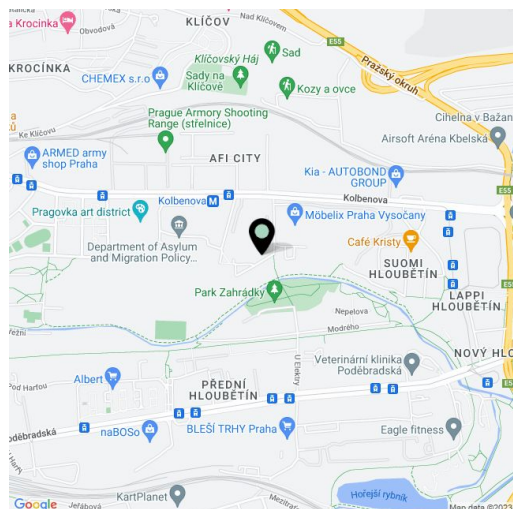 KLÍČOV
a Krocinka
Obvodová
Nad Klíčovem
E55
Klíčovský Háj
Sad
Pražský okruh
KROCÍNKA
CHEMEX s.r.o
Sady na
Klíčově
Kozy a ovce
Prague Armory Shooting
Range (střelnice)
Cihelna v Bažan
Ke Klíčovu
Airsoft Aréna Kbelská
ARMED army
shop Praha
AFI CITY
Kia - AUTOBOND
GROUP
Kolbenova
Kolbenova
Pragovka art district
Möbelix Praha Vysočany
Department of Asylum
and Migration Policy...
Café Kristy
SUOMI
HLOUBĚTÍN
Park Zahrádky
LAPPI
HLOUBĚTÍN
Nepelova
Modrého
NOVÝ HLO
U Elektry
Veterinární klinika
Poděbradská
Pod Harfou
Albert
PŘEDNÍ
HLOUBĚTÍN
E55
Poděbradská
naBOSo
BLEŠÍ TRHY Praha
Eagle fitness
KartPlanet
Hořejší rybník
Google
Jeřábová
Map data ©2023